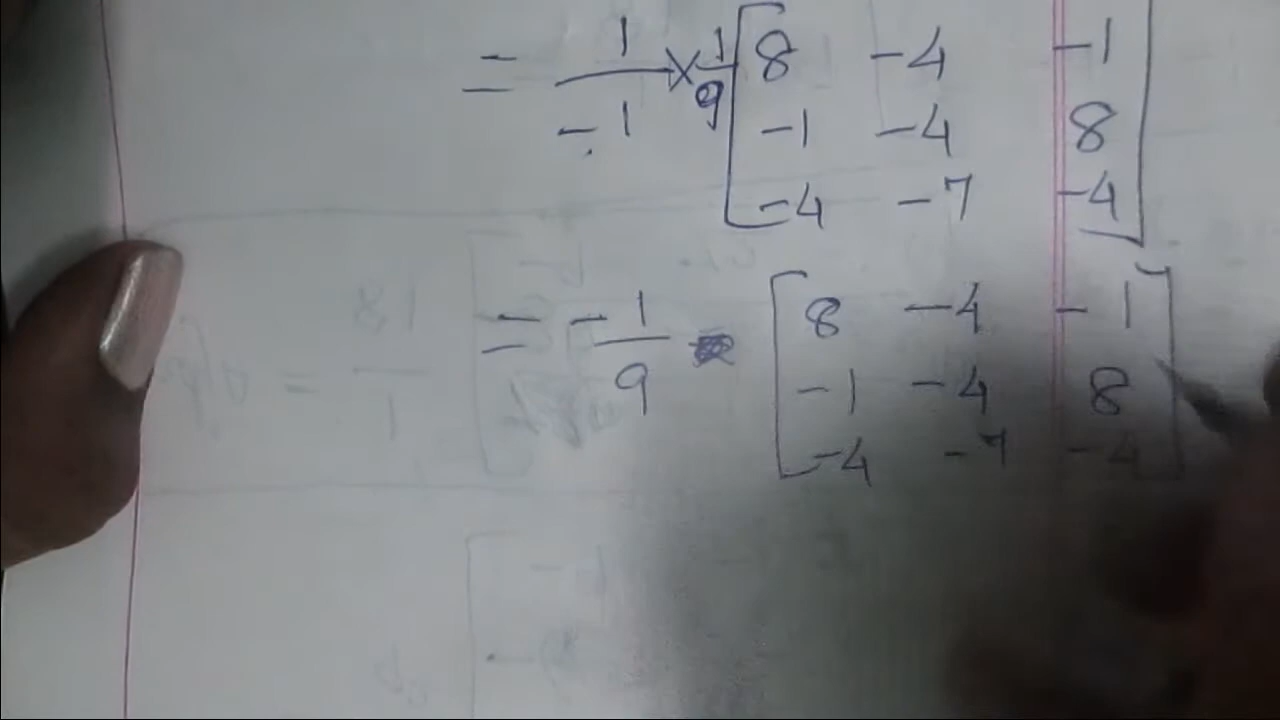 = 1/-1 × 1/9 [8 -4 -1
-1 -4 8
-4 -7 -4]
= -1/9 [8 -4 -1
-1 -4 8
-4 -7 -4]